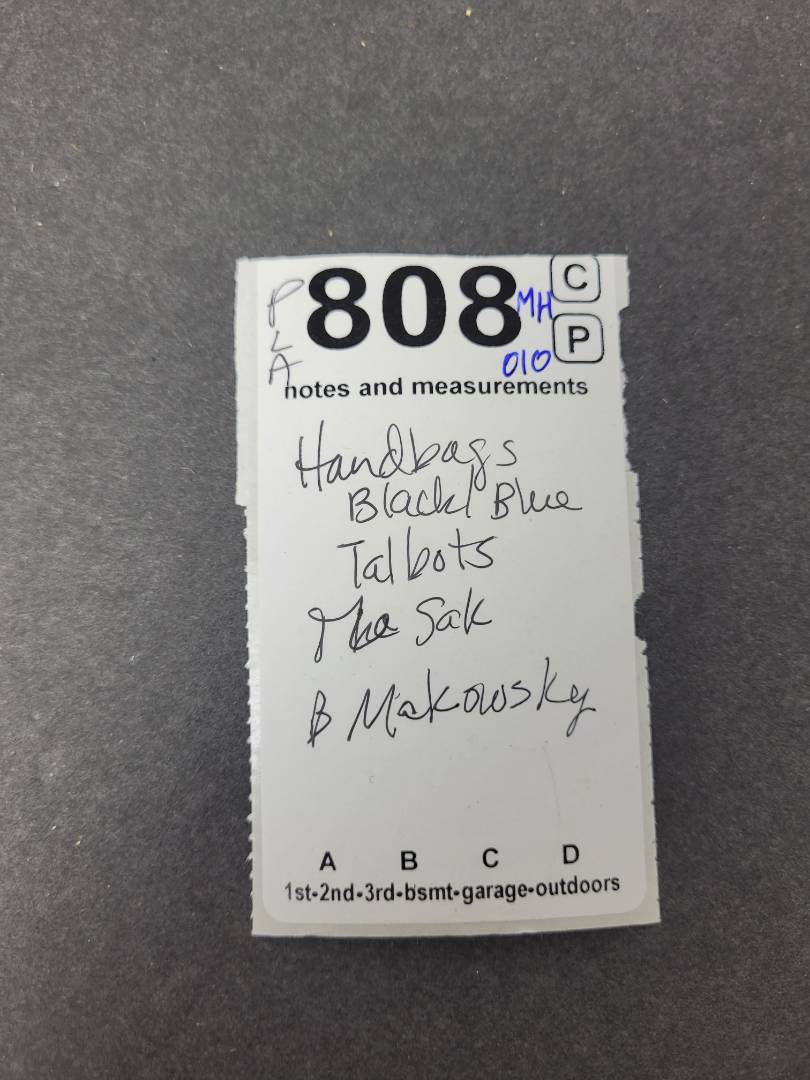 P
L
A
808
MH
010
C
P
notes and measurements
Handbags
Black/Blue
Talbots
The Sak
B Makowsky
A B C D
1st-2nd-3rd-bsmt-garage-outdoors